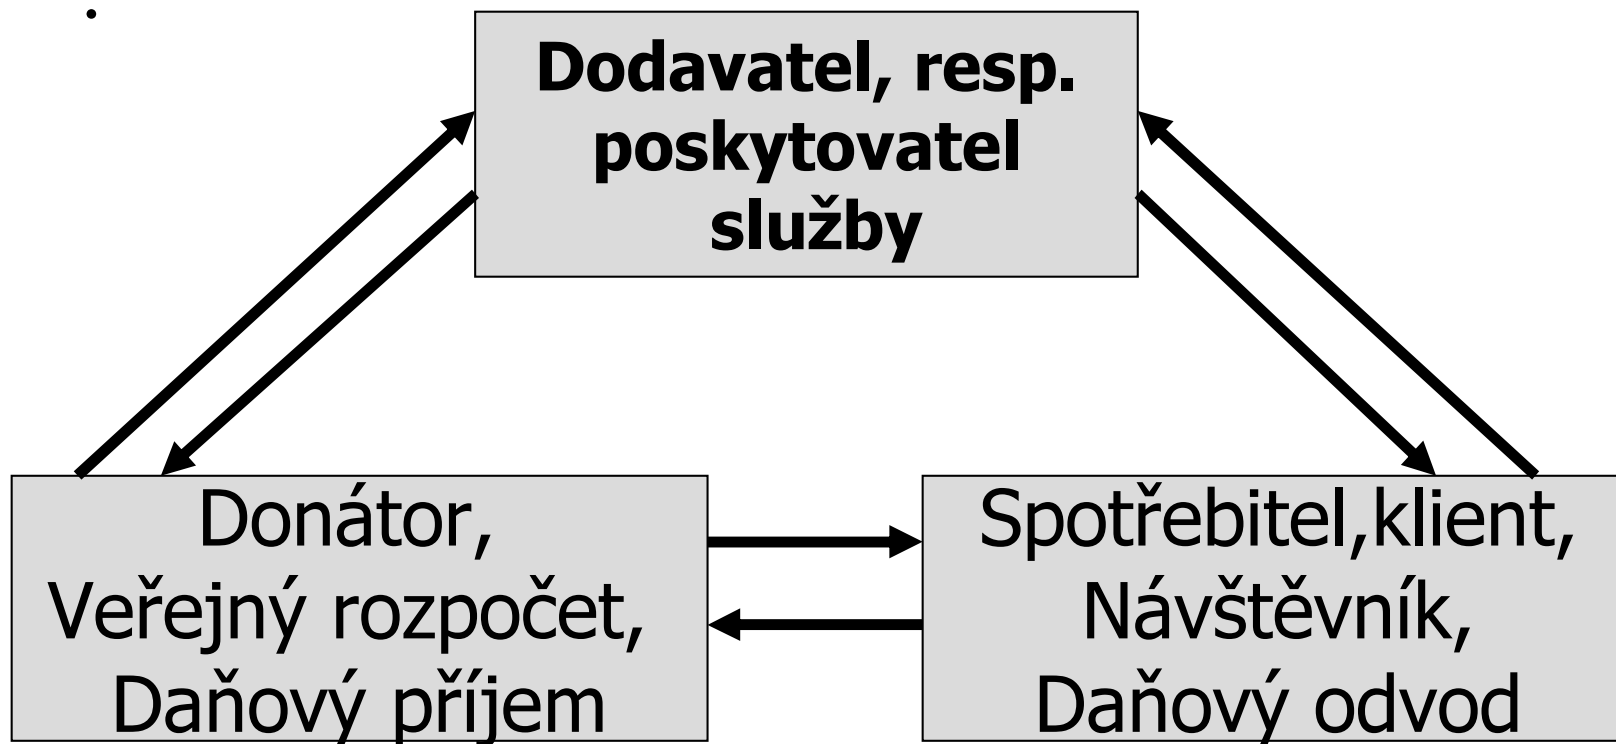 .
Dodavatel, resp.
poskytovatel
služby
Donátor,
Veřejný rozpočet,
Daňový příjem
Spotřebitel,klient,
Návštěvník,
Daňový odvod